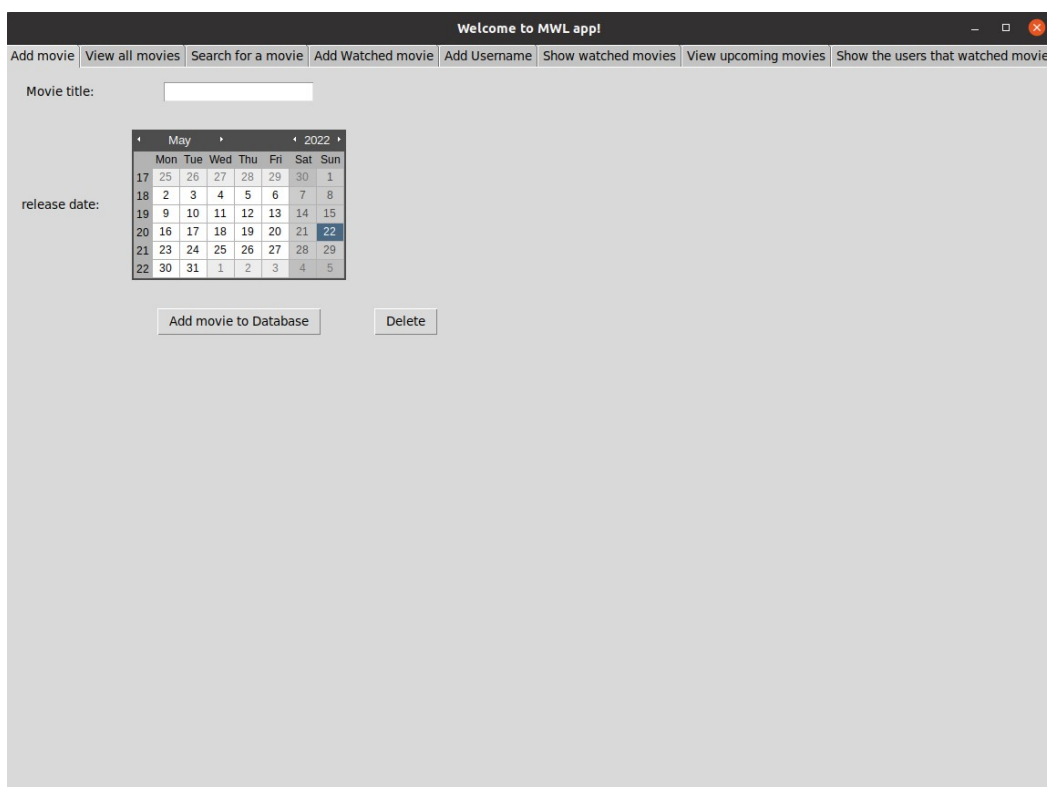 Welcome to MWL app!
Add movie View all movies Search for a movie Add Watched movie Add Username Show watched movies View upcoming movies Show the users that watched movie
Movie title:
May 2022
Mon Tue Wed Thu Fri Sat Sun
17 25 26 27 28 29 30 1
18 2 3 4 5 6 7 8
release date:
19 9 10 11 12 13 14 15
20 16 17 18 19 20 21 22
21 23 24 25 26 27 28 29
22 30 31 1 2 3 4 5
Add movie to Database Delete